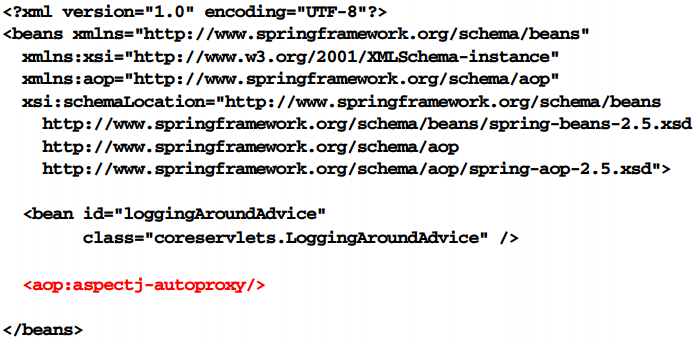 <?xml version="1.0" encoding="UTF-8"?>
<beans xmlns="http://www.springframework.org/schema/beans"
xmlns:xsi="http://www.w3.org/2001/XMLSchema-instance"
xmlns:aop="http://www.springframework.org/schema/aop"
xsi:schemaLocation="http://www.springframework.org/schema/beans
http://www.springframework.org/schema/beans/spring-beans-2.5.xsd
http://www.springframework.org/schema/aop
http://www.springframework.org/schema/aop/spring-aop-2.5.xsd">
<bean id="loggingAroundAdvice"
class="coreservlets.LoggingAroundAdvice" />
<aop:aspectj-autoproxy/>
</beans>